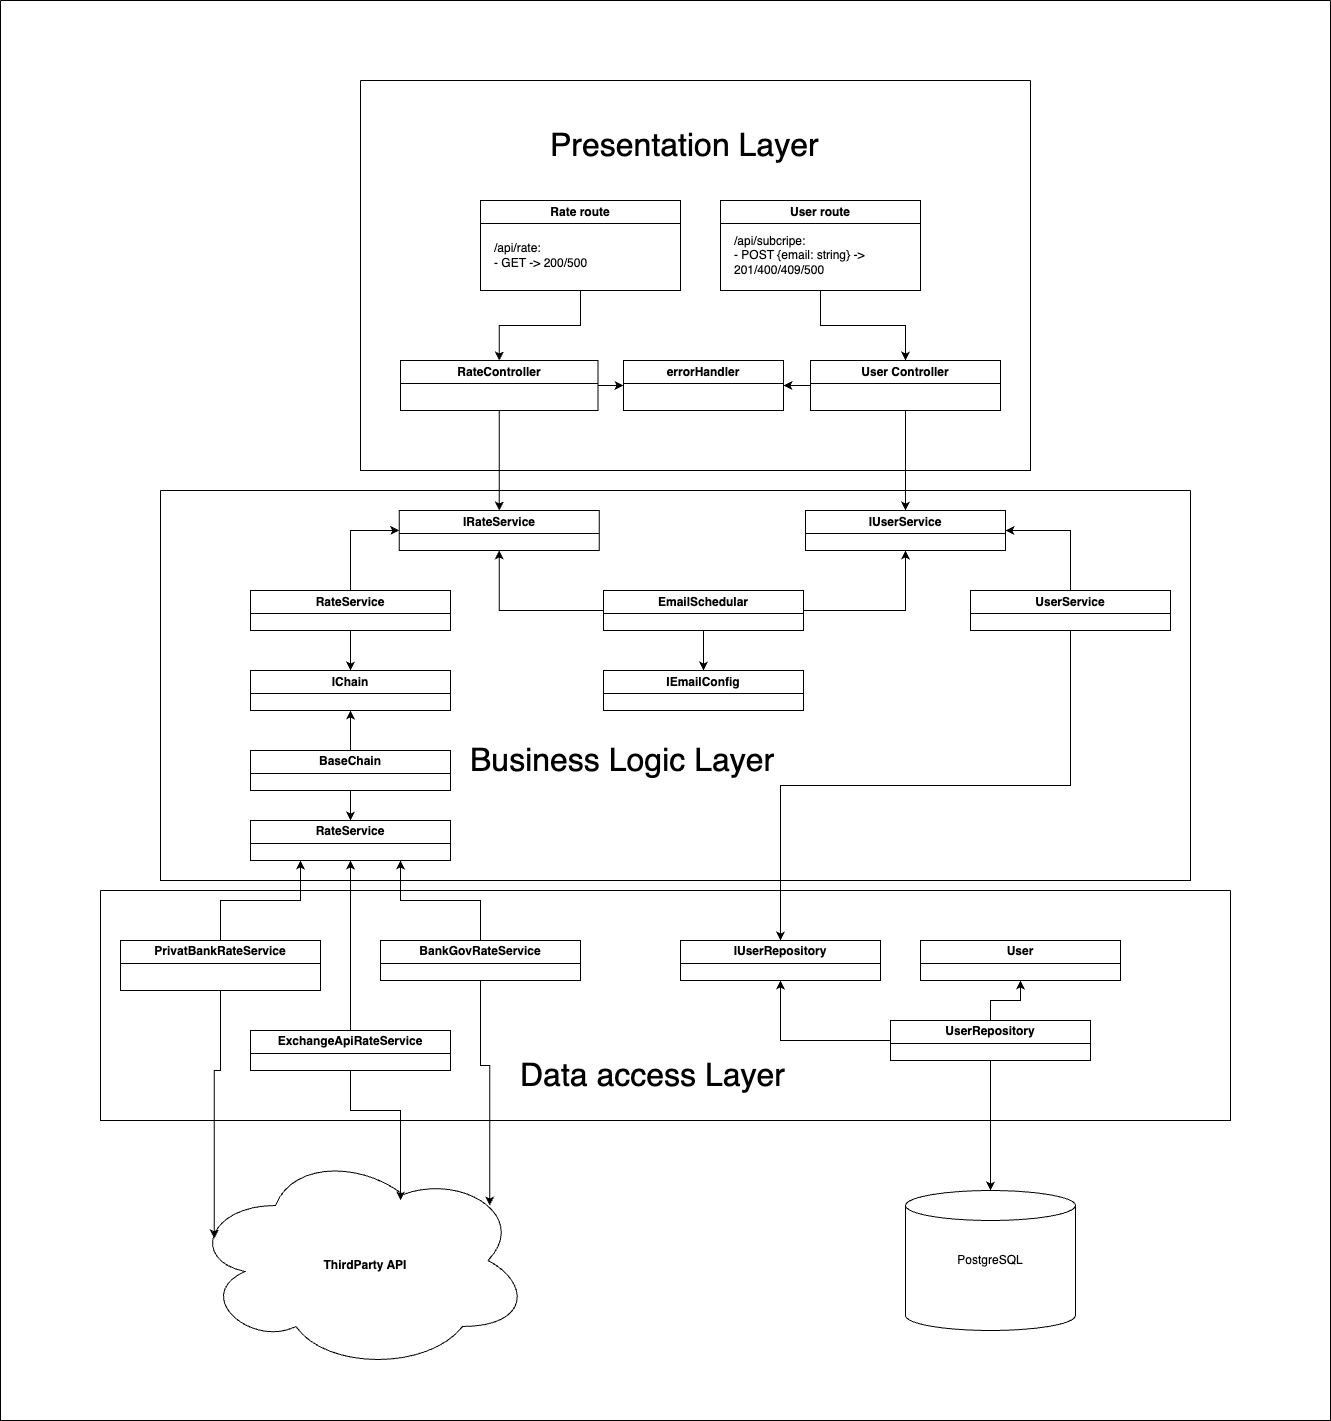 Presentation Layer
Rate route
/api/rate:
- GET -> 200/500
User route
/api/subcripe:
- POST {email: string} ->
201/400/409/500
RateController
errorHandler
User Controller
IRateService
IUserService
RateService
EmailSchedular
UserService
IChain
IEmailConfig
BaseChain
Business Logic Layer
RateService
PrivatBankRateService
BankGovRateService
IUserRepository
User
ExchangeApiRateService
UserRepository
Data access Layer
ThirdParty API
PostgreSQL